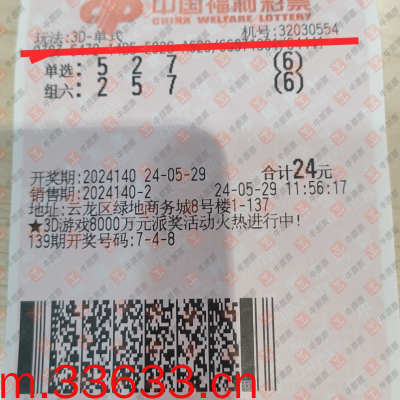 中国福利彩票
CHINA WELFARE LOTTERY
玩法:3D-单式 机号:32030554
单选: 5 2 7 (6)
组六: 2 5 7 (6)
开奖期:2024140 24-05-29 合计24元
销售期:2024140-2 24-05-29 11:56:17
地址:云龙区绿地商务城8号楼1-137
★3D游戏8000万元派奖活动火热进行中!
139期开奖号码:7-4-8
m.33633.cn